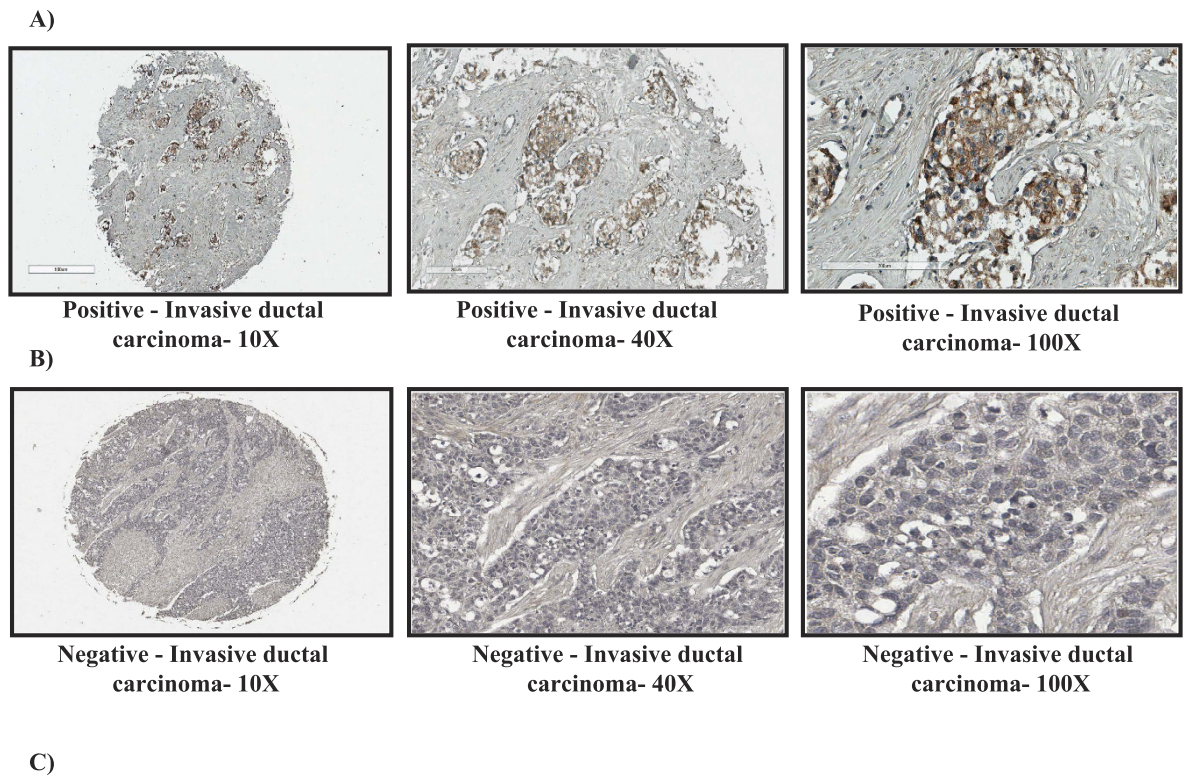 A)
Positive - Invasive ductal
carcinoma- 10X
Positive - Invasive ductal
carcinoma- 40X
Positive - Invasive ductal
carcinoma- 100X
B)
Negative - Invasive ductal
carcinoma- 10X
Negative - Invasive ductal
carcinoma- 40X
Negative - Invasive ductal
carcinoma- 100X
C)